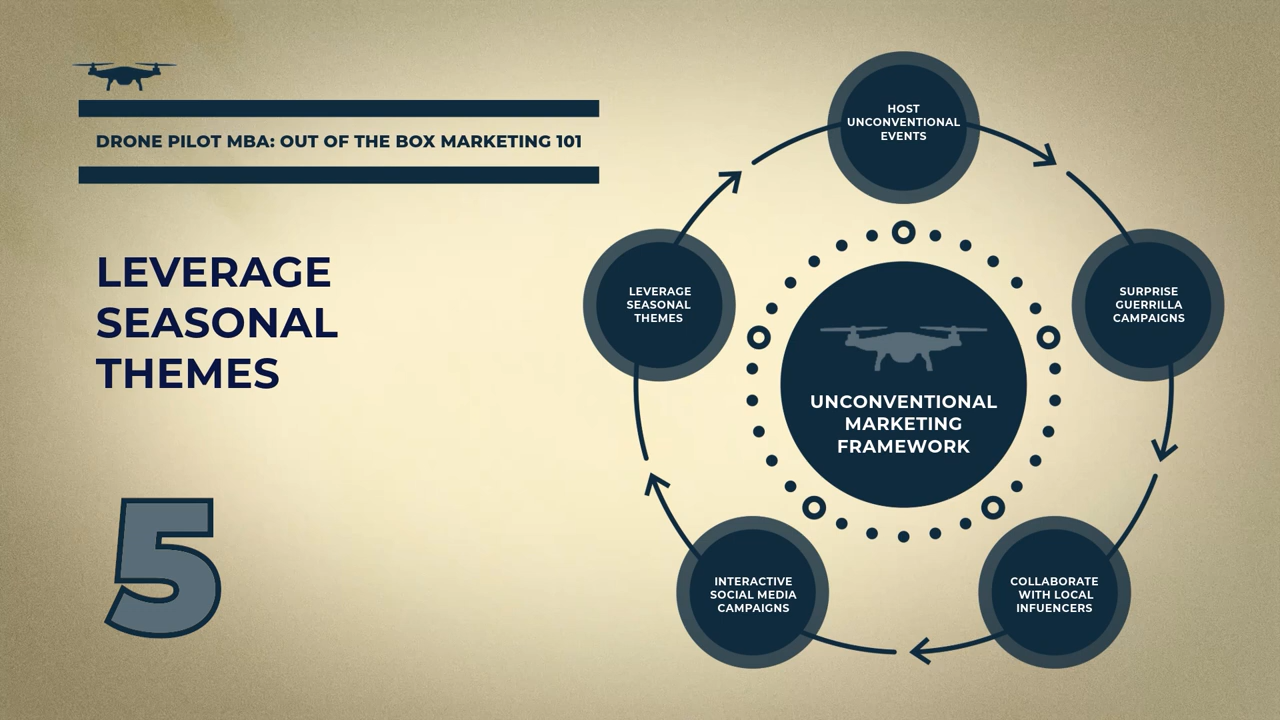 DRONE PILOT MBA: OUT OF THE BOX MARKETING 101
LEVERAGE
SEASONAL
THEMES
5
HOST
UNCONVENTIONAL
EVENTS
SURPRISE
GUERRILLA
CAMPAIGNS
COLLABORATE
WITH LOCAL
INFUENCERS
INTERACTIVE
SOCIAL MEDIA
CAMPAIGNS
LEVERAGE
SEASONAL
THEMES
UNCONVENTIONAL
MARKETING
FRAMEWORK